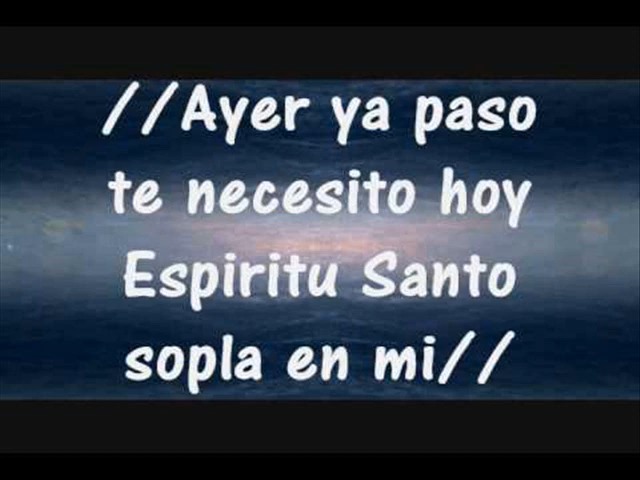 //Ayer ya paso
te necesito hoy
Espiritu Santo
sopla en mi//